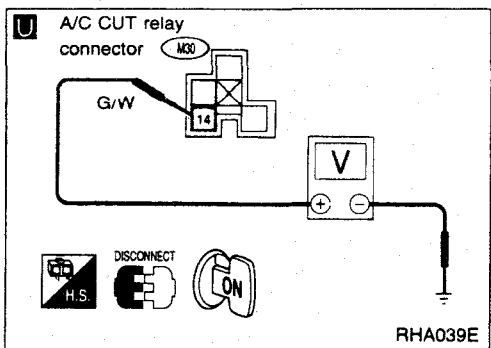 U A/C CUT relay
connector M30
G/W
14
V
+ −
DISCONNECT
H.S.
ON
RHA039E